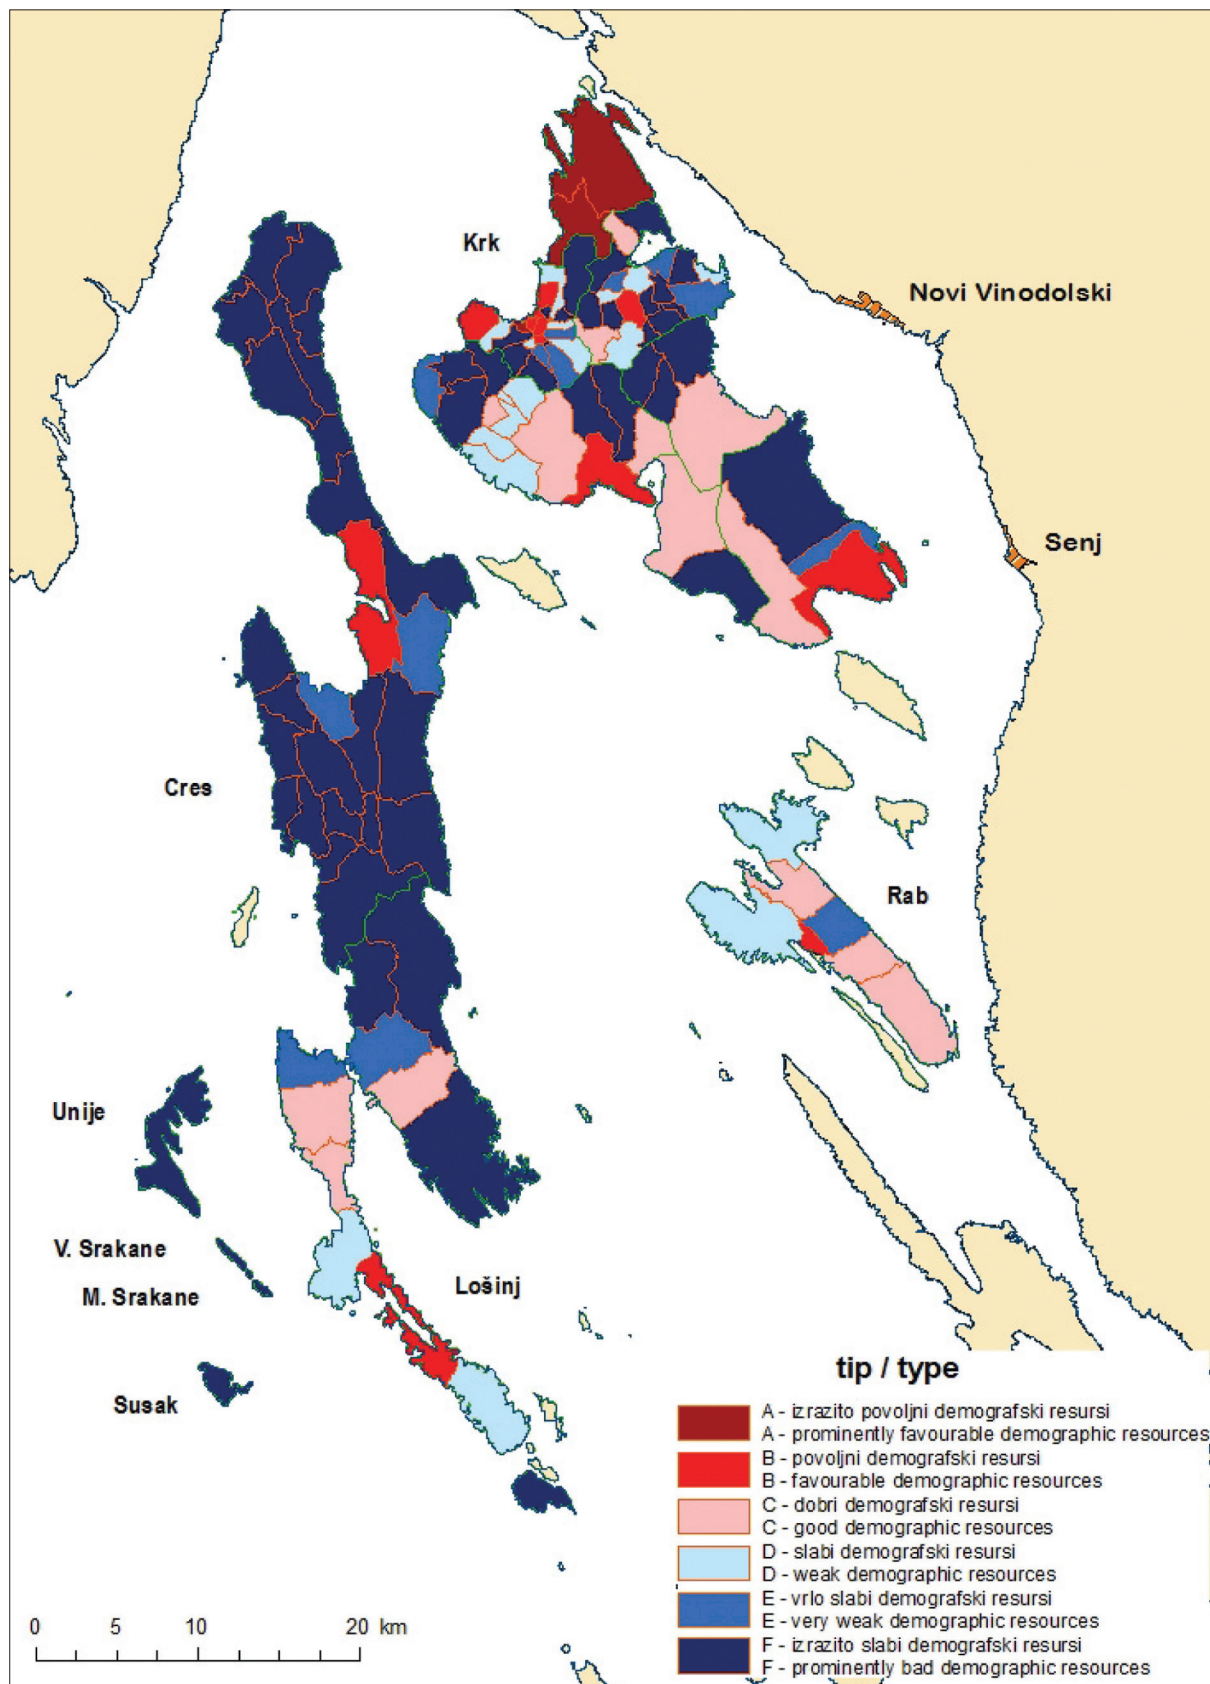 Krk
Novi Vinodolski
Senj
Cres
Rab
Unije
V. Srakane
M. Srakane
Lošinj
Susak
tip / type
A - izrazito povoljni demografski resursi
A - prominently favourable demographic resources
B - povoljni demografski resursi
B - favourable demographic resources
C - dobri demografski resursi
C - good demographic resources
D - slabi demografski resursi
D - weak demographic resources
E - vrlo slabi demografski resursi
E - very weak demographic resources
F - izrazito slabi demografski resursi
F - prominently bad demographic resources
0 5 10 20 km